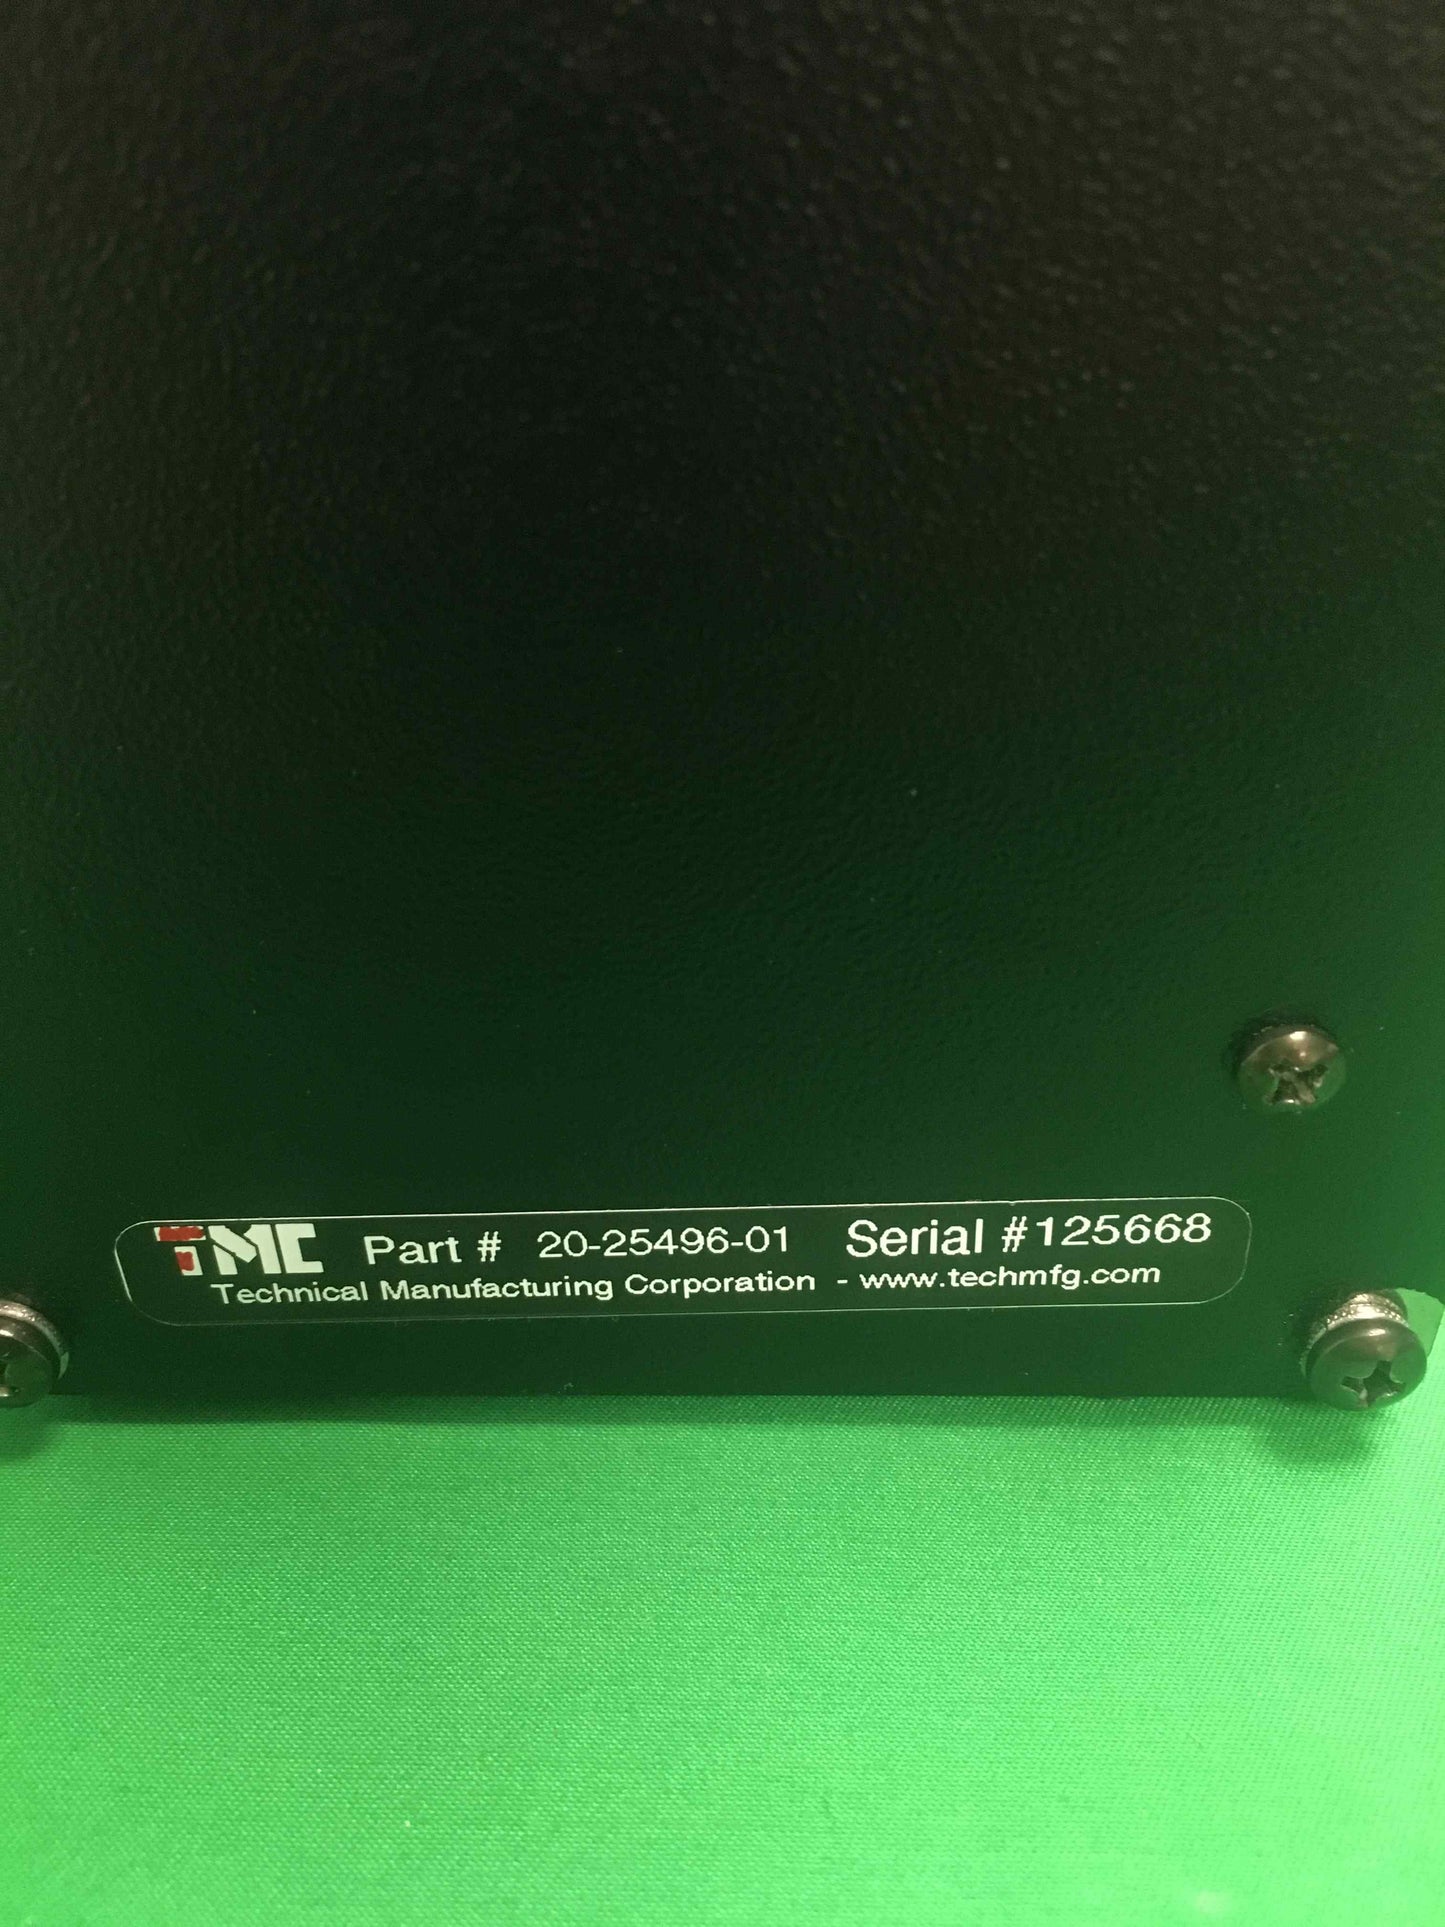 TMC Part # 20-25496-01 Serial #125668
Technical Manufacturing Corporation - www.techmfg.com